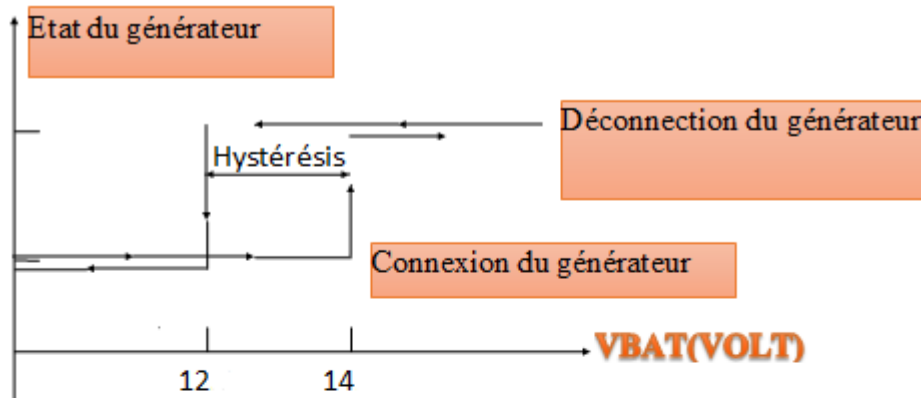 Etat du générateur
Déconnection du générateur
Hystérésis
Connexion du générateur
VBAT(VOLT)
12
14